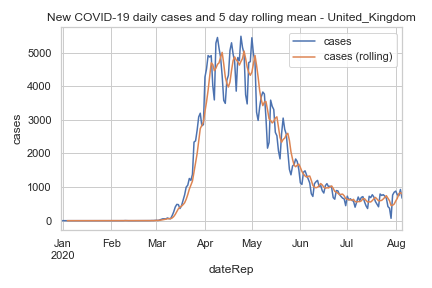 New COVID-19 daily cases and 5 day rolling mean - United_Kingdom
cases
cases (rolling)
5000
4000
3000
2000
1000
0
cases
Jan
2020
Feb
Mar
Apr
May
Jun
Jul
Aug
dateRep